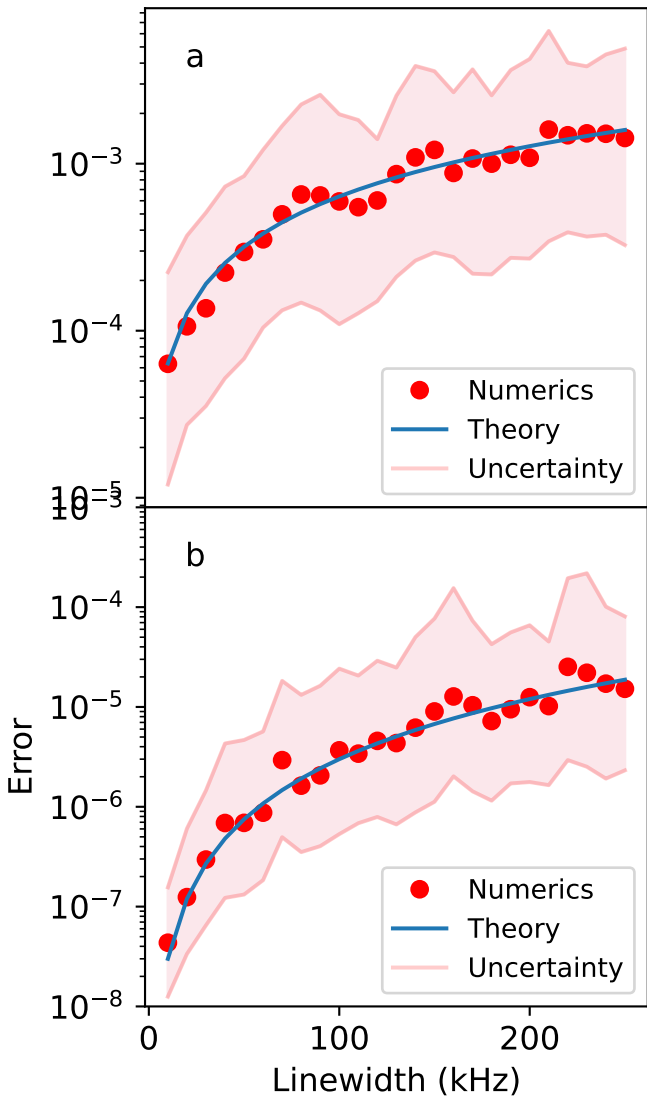 a
10⁻³
10⁻⁴
Numerics
Theory
Uncertainty
10⁻⁵
10⁻³
b
10⁻⁴
10⁻⁵
Error
10⁻⁶
10⁻⁷
Numerics
Theory
Uncertainty
10⁻⁸
0 100 200
Linewidth (kHz)